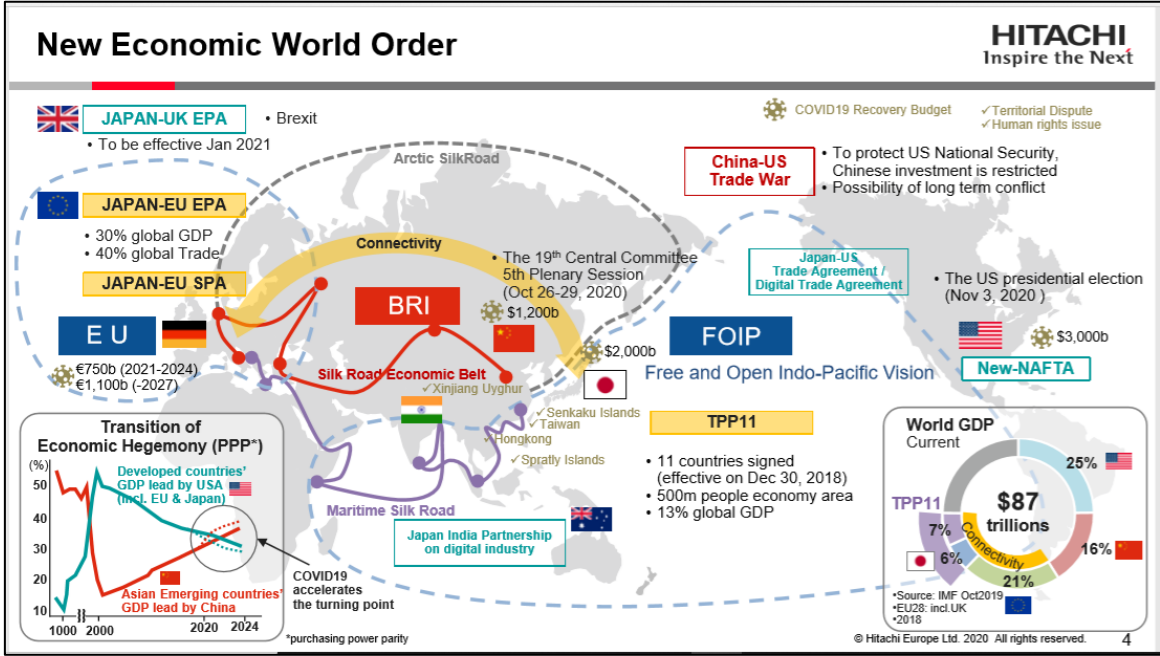 New Economic World Order
HITACHI
Inspire the Next
JAPAN-UK EPA
• Brexit
• To be effective Jan 2021
COVID19 Recovery Budget
✓Territorial Dispute
✓Human rights issue
Arctic SilkRoad
China-US
Trade War
• To protect US National Security,
Chinese investment is restricted
• Possibility of long term conflict
JAPAN-EU EPA
• 30% global GDP
• 40% global Trade
JAPAN-EU SPA
Connectivity
• The 19th Central Committee
5th Plenary Session
(Oct 26-29, 2020)
$1,200b
BRI
Japan-US
Trade Agreement /
Digital Trade Agreement
• The US presidential election
(Nov 3, 2020 )
$3,000b
New-NAFTA
E U
€750b (2021-2024)
€1,100b (-2027)
$2,000b
FOIP
Free and Open Indo-Pacific Vision
Silk Road Economic Belt
✓Xinjiang Uyghur
✓Senkaku Islands
✓Taiwan
✓Hongkong
✓Spratly Islands
Maritime Silk Road
TPP11
• 11 countries signed
(effective on Dec 30, 2018)
• 500m people economy area
• 13% global GDP
Japan India Partnership
on digital industry
Transition of
Economic Hegemony (PPP*)
(%)
50
40
30
20
10
1000
2000
2020
2024
Developed countries'
GDP lead by USA
(incl. EU & Japan)
Asian Emerging countries'
GDP lead by China
COVID19
accelerates
the turning point
*purchasing power parity
World GDP
Current
25%
$87
trillions
TPP11
7%
6%
16%
Connectivity
21%
•Source: IMF Oct2019
•EU28: incl.UK
•2018
© Hitachi Europe Ltd. 2020 All rights reserved.
4